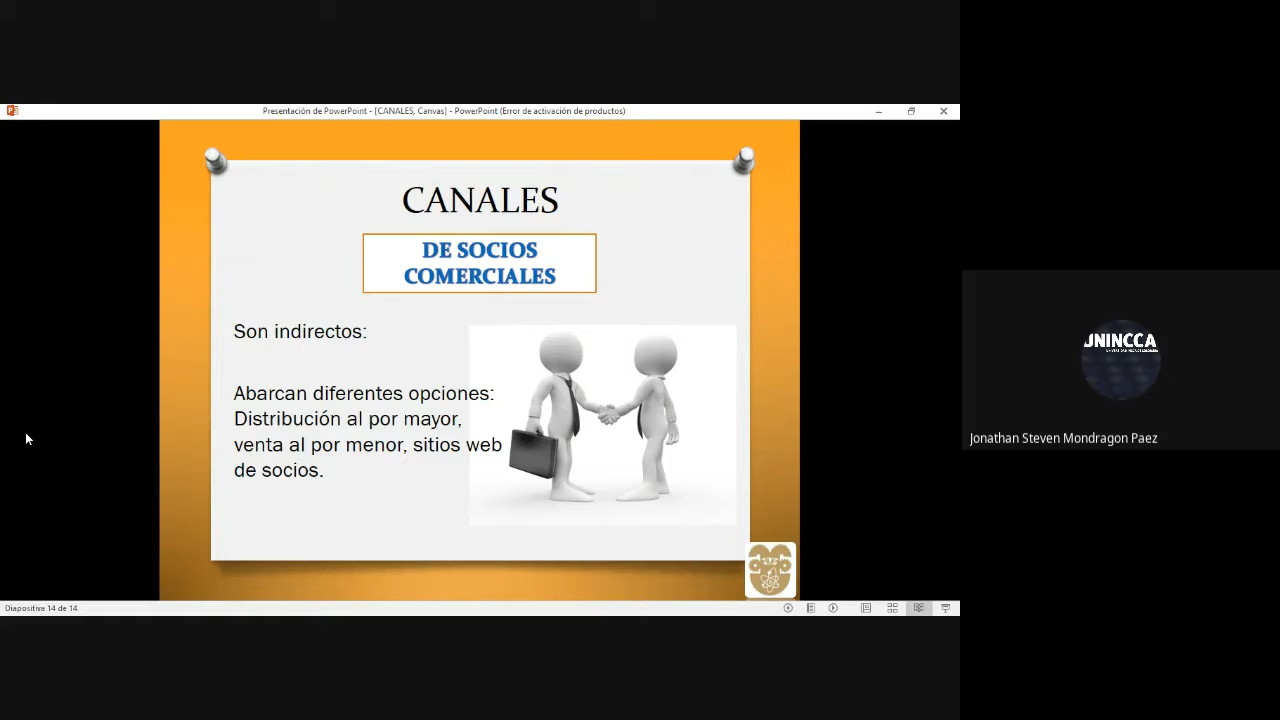 Presentación de PowerPoint - [CANALES, Canvas] - PowerPoint (Error de activación de productos)
CANALES
DE SOCIOS
COMERCIALES
Son indirectos:
Abarcan diferentes opciones:
Distribución al por mayor,
venta al por menor, sitios web
de socios.
UNINCCA
Jonathan Steven Mondragon Paez
Diapositiva 14 de 14